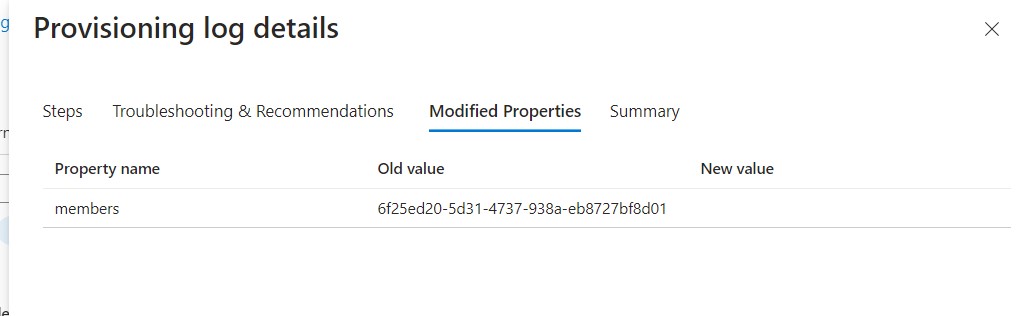 Provisioning log details
Steps Troubleshooting & Recommendations Modified Properties Summary
Property name Old value New value
members 6f25ed20-5d31-4737-938a-eb8727bf8d01